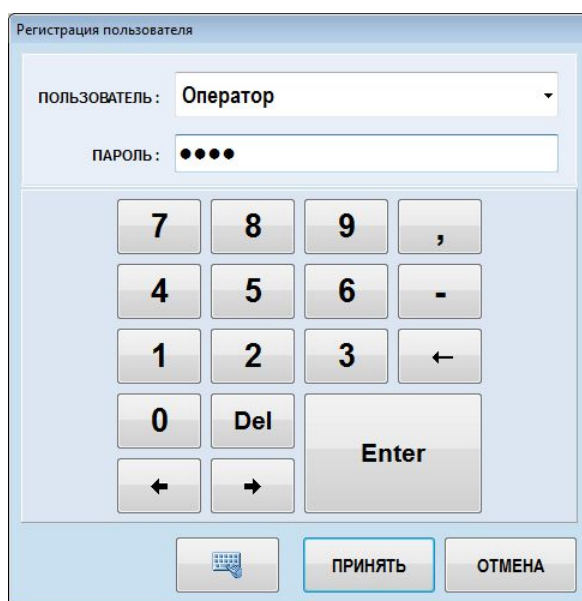 Регистрация пользователя
ПОЛЬЗОВАТЕЛЬ: Оператор
ПАРОЛЬ: ●●●●
7 8 9 ,
4 5 6 -
1 2 3 ←
0 Del
Enter
← →
ПРИНЯТЬ ОТМЕНА